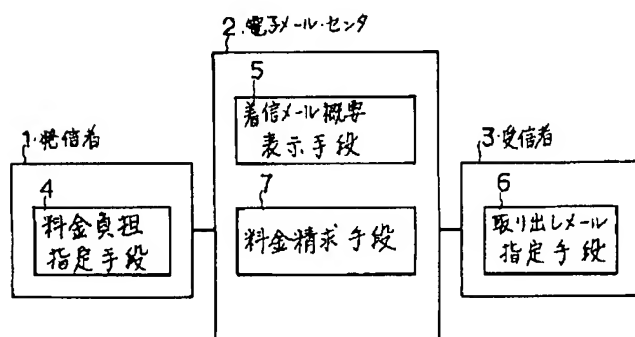 2.電子メール・センタ
5
着信メール概要
表示手段
1.発信者
4
料金負担
指定手段
7
料金精求手段
3.受信者
6
取り出しメール
指定手段